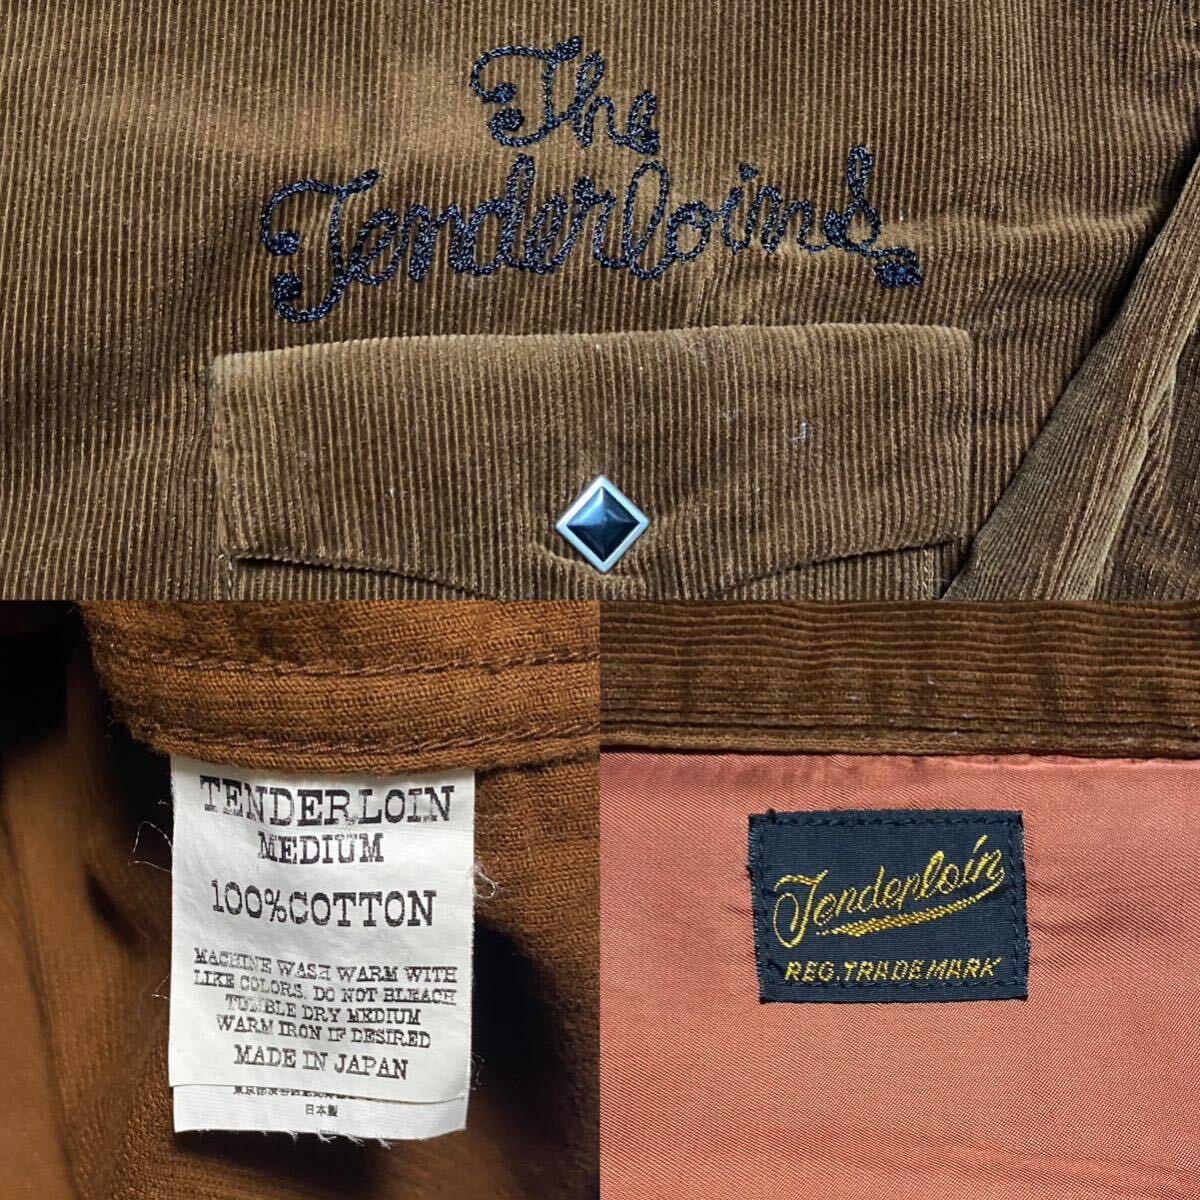 The
Tenderloins
TENDERLOIN
MEDIUM
100%COTTON
MACHINE WASH WARM WITH
LIKE COLORS. DO NOT BLEACH
TUMBLE DRY MEDIUM
WARM IRON IF DESIRED
MADE IN JAPAN
日本製
Tenderloin
REG. TRADE MARK